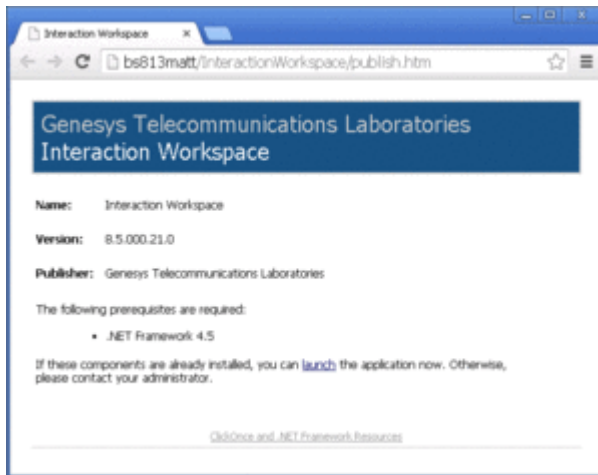 Interaction Workspace
bs813matt/InteractionWorkspace/publish.htm
Genesys Telecommunications Laboratories
Interaction Workspace
Name: Interaction Workspace
Version: 8.5.000.21.0
Publisher: Genesys Telecommunications Laboratories
The following prerequisites are required:
• .NET Framework 4.5
If these components are already installed, you can launch the application now. Otherwise,
please contact your administrator.
ClickOnce and .NET Framework Resources